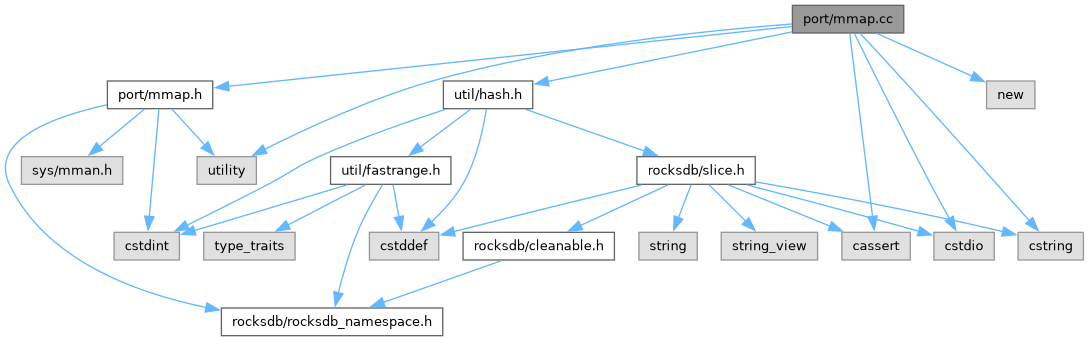 port/mmap.cc
port/mmap.h
util/hash.h
new
sys/mman.h
utility
util/fastrange.h
rocksdb/slice.h
cstdint
type_traits
cstddef
rocksdb/cleanable.h
string
string_view
cassert
cstdio
cstring
rocksdb/rocksdb_namespace.h